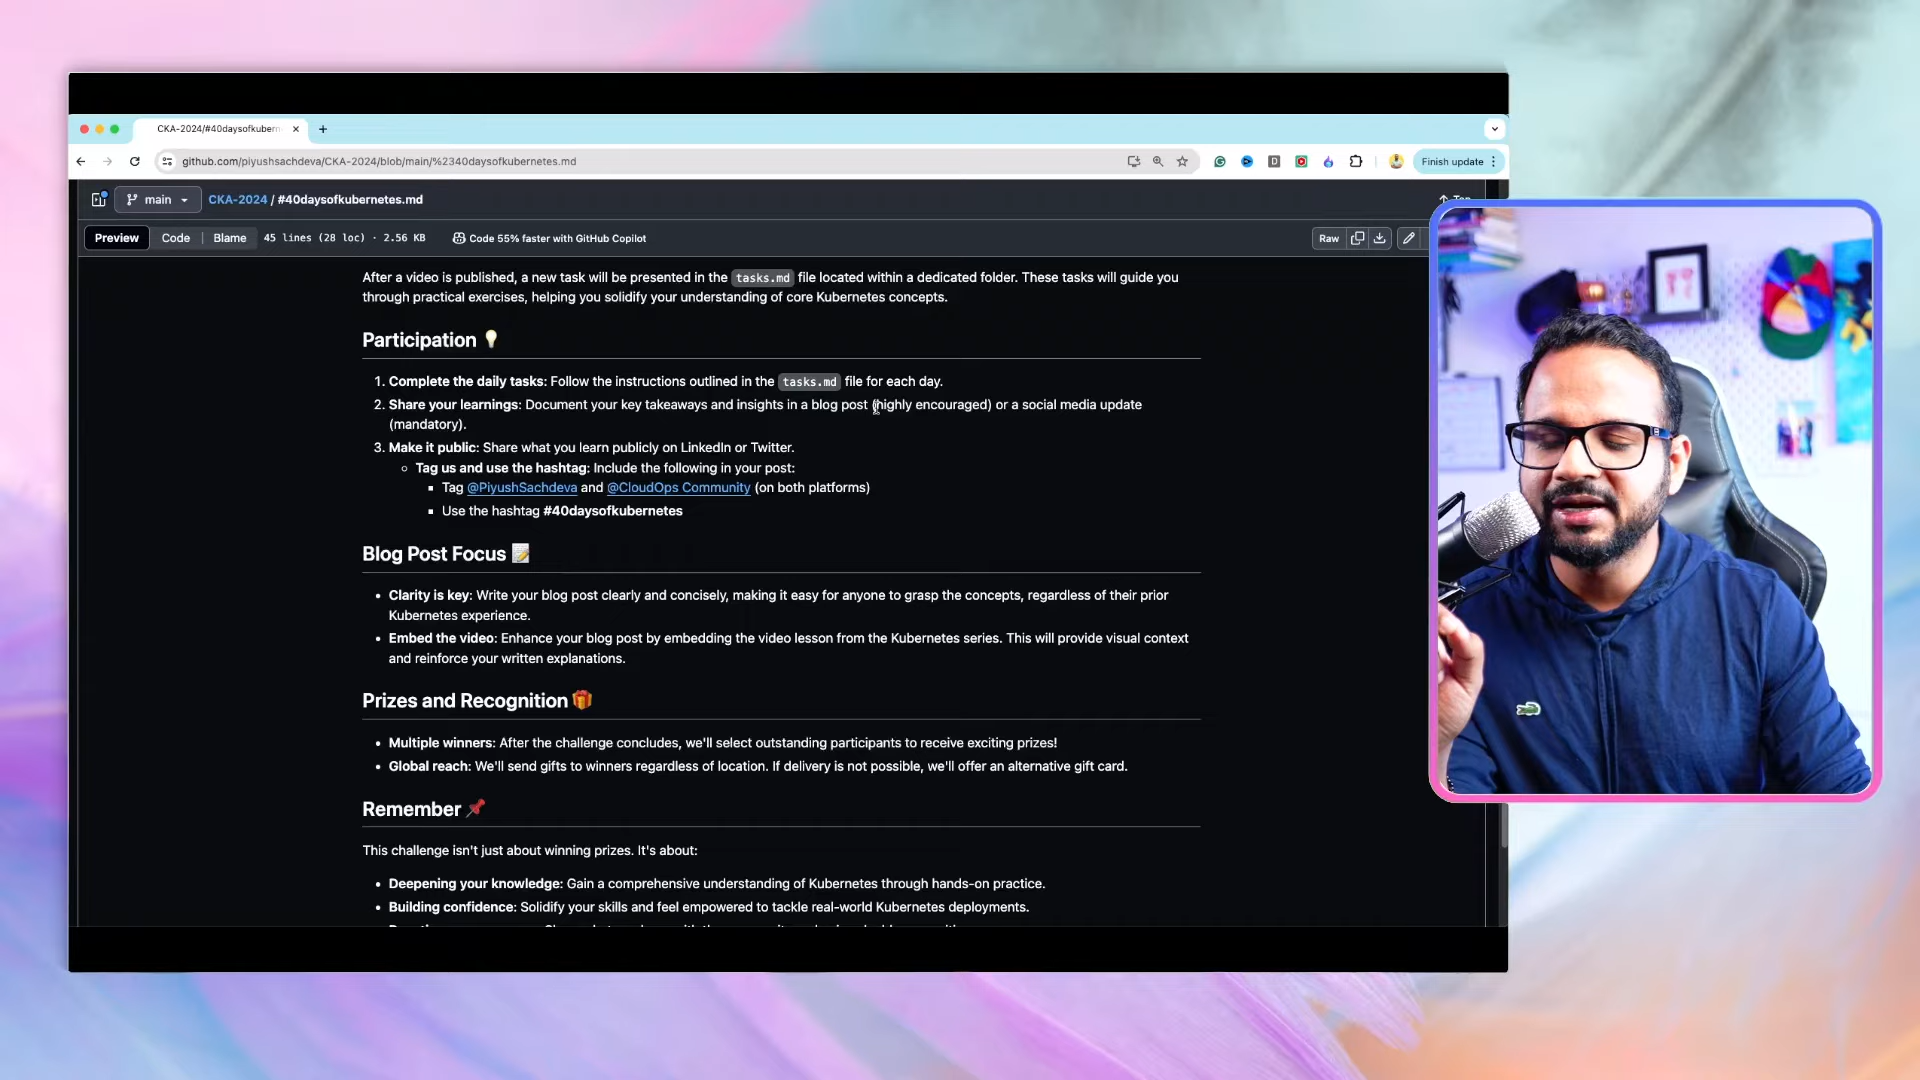 CKA-2024/#40daysofkubern
github.com/piyushsachdeva/CKA-2024/blob/main/%2340daysofkubernetes.md
Finish update
main
CKA-2024 / #40daysofkubernetes.md
Preview Code Blame 45 lines (28 loc) · 2.56 KB Code 55% faster with GitHub Copilot Raw
After a video is published, a new task will be presented in the tasks.md file located within a dedicated folder. These tasks will guide you
through practical exercises, helping you solidify your understanding of core Kubernetes concepts.
Participation 💡
1. Complete the daily tasks: Follow the instructions outlined in the tasks.md file for each day.
2. Share your learnings: Document your key takeaways and insights in a blog post (highly encouraged) or a social media update
(mandatory).
3. Make it public: Share what you learn publicly on LinkedIn or Twitter.
Tag us and use the hashtag: Include the following in your post:
Tag @PiyushSachdeva and @CloudOps Community (on both platforms)
Use the hashtag #40daysofkubernetes
Blog Post Focus 📝
Clarity is key: Write your blog post clearly and concisely, making it easy for anyone to grasp the concepts, regardless of their prior
Kubernetes experience.
Embed the video: Enhance your blog post by embedding the video lesson from the Kubernetes series. This will provide visual context
and reinforce your written explanations.
Prizes and Recognition 🎁
Multiple winners: After the challenge concludes, we'll select outstanding participants to receive exciting prizes!
Global reach: We'll send gifts to winners regardless of location. If delivery is not possible, we'll offer an alternative gift card.
Remember 📌
This challenge isn't just about winning prizes. It's about:
Deepening your knowledge: Gain a comprehensive understanding of Kubernetes through hands-on practice.
Building confidence: Solidify your skills and feel empowered to tackle real-world Kubernetes deployments.